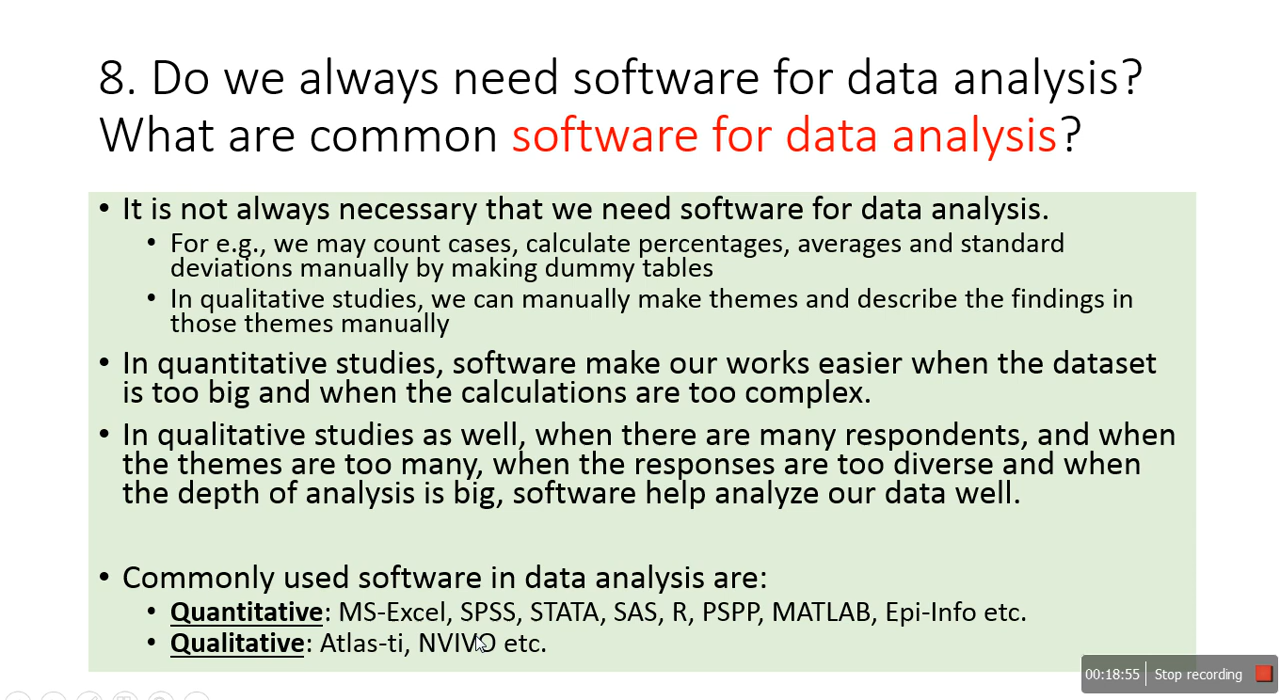 8. Do we always need software for data analysis?
What are common software for data analysis?
• It is not always necessary that we need software for data analysis.
• For e.g., we may count cases, calculate percentages, averages and standard
deviations manually by making dummy tables
• In qualitative studies, we can manually make themes and describe the findings in
those themes manually
• In quantitative studies, software make our works easier when the dataset
is too big and when the calculations are too complex.
• In qualitative studies as well, when there are many respondents, and when
the themes are too many, when the responses are too diverse and when
the depth of analysis is big, software help analyze our data well.
• Commonly used software in data analysis are:
• Quantitative: MS-Excel, SPSS, STATA, SAS, R, PSPP, MATLAB, Epi-Info etc.
• Qualitative: Atlas-ti, NVIVO etc.
00:18:55 Stop recording